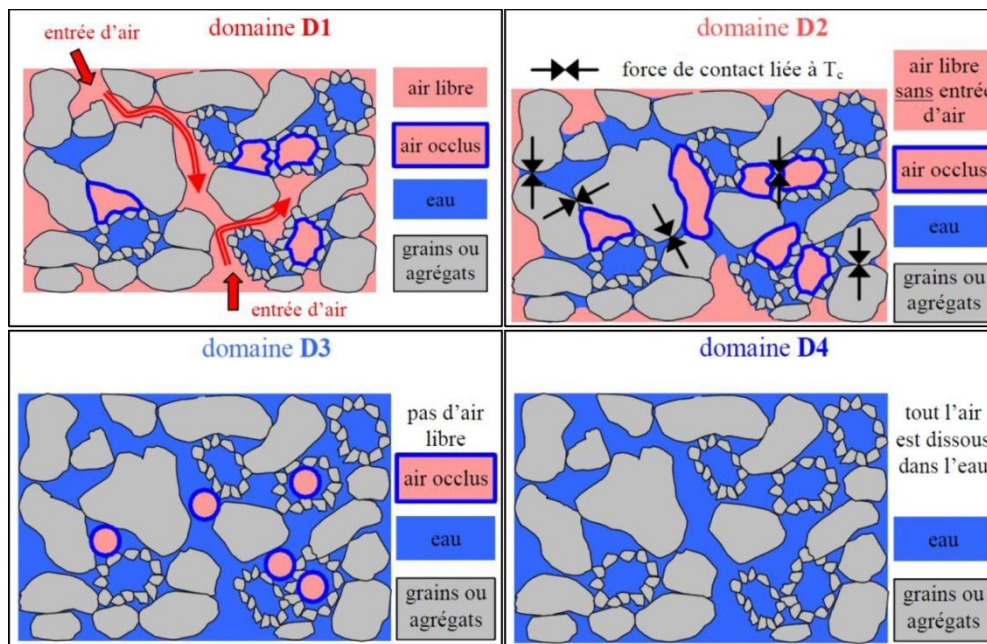 domaine D1
entrée d'air
air libre
air occlus
eau
grains ou
agrégats
entrée d'air
domaine D2
force de contact liée à Tc
air libre
sans entrée
d'air
air occlus
eau
grains ou
agrégats
domaine D3
pas d'air
libre
air occlus
eau
grains ou
agrégats
domaine D4
tout l'air
est dissous
dans l'eau
eau
grains ou
agrégats